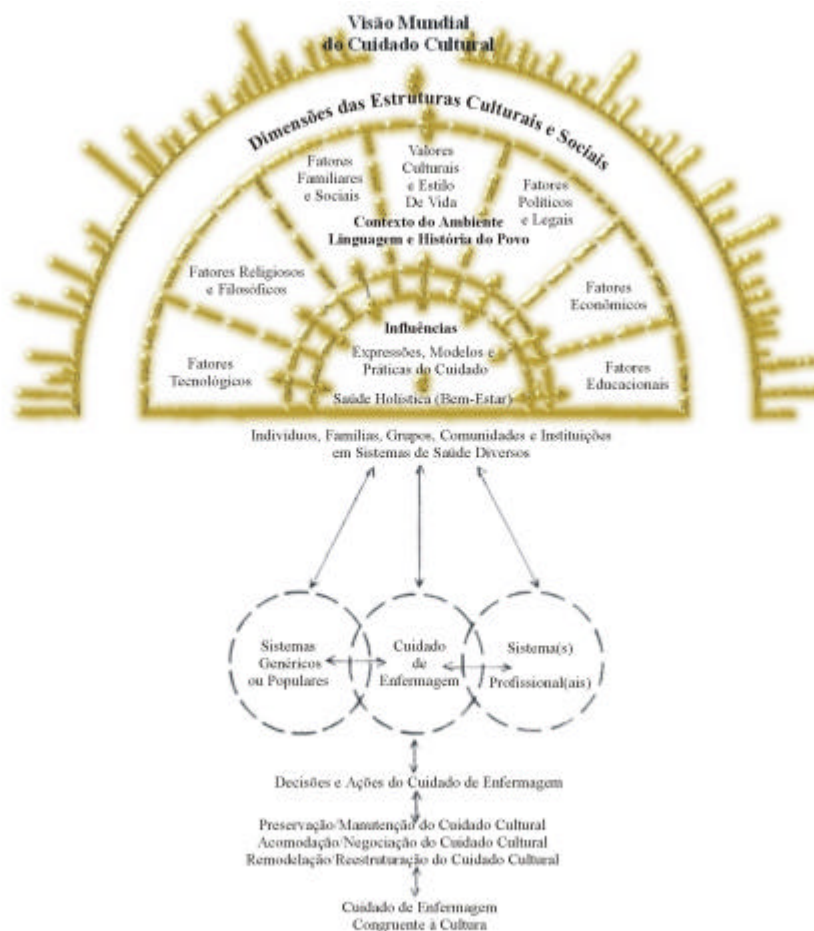 Visão Mundial
do Cuidado Cultural
Dimensões das Estruturas Culturais e Sociais
Fatores
Familiares
e Sociais
Valores
Culturais
e Estilo
De Vida
Fatores
Políticos
e Legais
Contexto do Ambiente
Linguagem e História do Povo
Fatores Religiosos
e Filosóficos
Fatores
Econômicos
Fatores
Tecnológicos
Influências
Expressões, Modelos e
Práticas do Cuidado
Saúde Holística (Bem-Estar)
Fatores
Educacionais
Indivíduos, Famílias, Grupos, Comunidades e Instituições
em Sistemas de Saúde Diversos
Sistemas
Genéricos
ou Populares
Cuidado
de
Enfermagem
Sistema(s)
Profissional(ais)
Decisões e Ações do Cuidado de Enfermagem
Preservação/Manutenção do Cuidado Cultural
Acomodação/Negociação do Cuidado Cultural
Remodelação/Reestruturação do Cuidado Cultural
Cuidado de Enfermagem
Congruente à Cultura